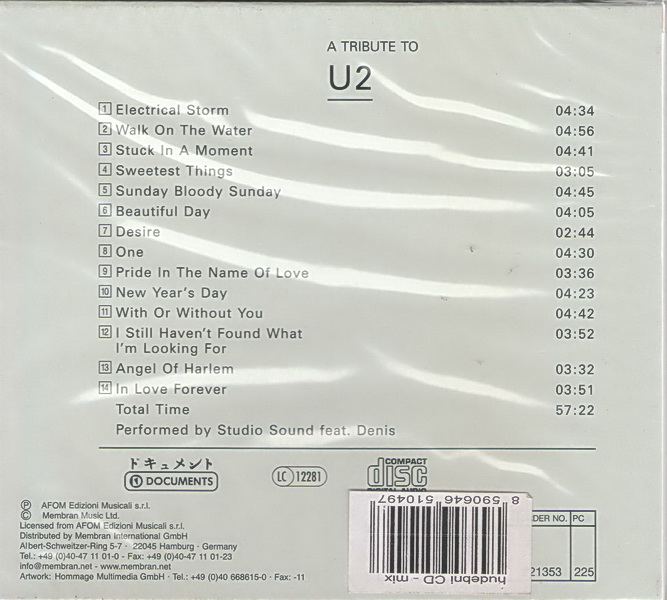 A TRIBUTE TO
U2
1 Electrical Storm 04:34
2 Walk On The Water 04:56
3 Stuck In A Moment 04:41
4 Sweetest Things 03:05
5 Sunday Bloody Sunday 04:45
6 Beautiful Day 04:05
7 Desire 02:44
8 One 04:30
9 Pride In The Name Of Love 03:36
10 New Year's Day 04:23
11 With Or Without You 04:42
12 I Still Haven't Found What 03:52
I'm Looking For
13 Angel Of Harlem 03:32
14 In Love Forever 03:51
Total Time 57:22
Performed by Studio Sound feat. Denis
ドキュメント
DOCUMENTS
LC 12281
COMPACT
disc
DIGITAL AUDIO
Ⓟ AFOM Edizioni Musicali s.r.l.
© Membran Music Ltd.
Licensed from AFOM Edizioni Musicali s.r.l.
Distributed by Membran International GmbH
Albert-Schweitzer-Ring 5-7 · 22045 Hamburg · Germany
Tel.: +49 (0)40-47 11 01-0 - Fax: +49 (0)40-47 11 01-23
info@membran.net - www.membran.net
Artwork: Hommage Multimedia GmbH · Tel.: +49 (0)40 668615-0 · Fax: -11
8 590646 510497
hudebni CD - mix
DER NO. PC
21353 225